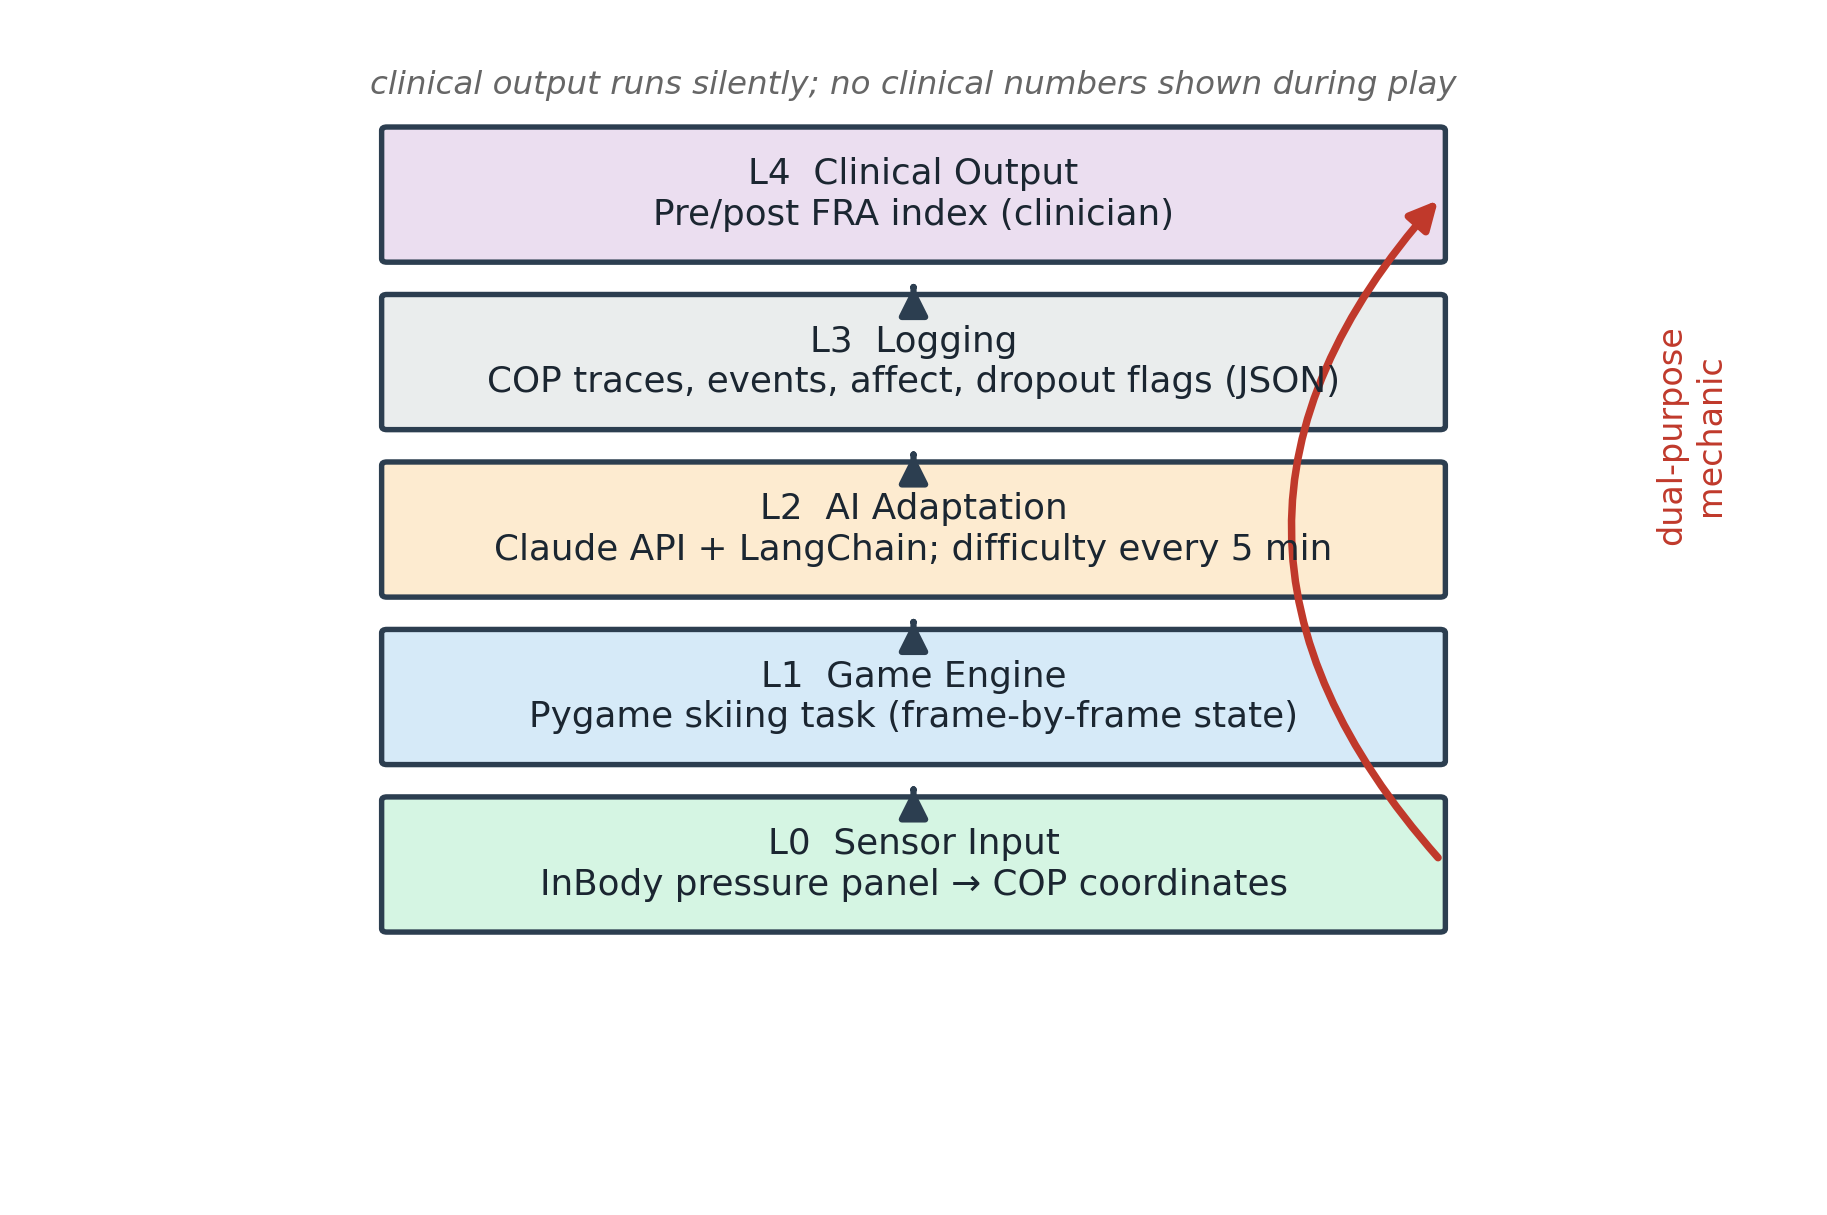 clinical output runs silently; no clinical numbers shown during play
L4  Clinical Output
Pre/post FRA index (clinician)
L3  Logging
COP traces, events, affect, dropout flags (JSON)
L2  AI Adaptation
Claude API + LangChain; difficulty every 5 min
L1  Game Engine
Pygame skiing task (frame-by-frame state)
L0  Sensor Input
InBody pressure panel → COP coordinates
dual-purpose
mechanic